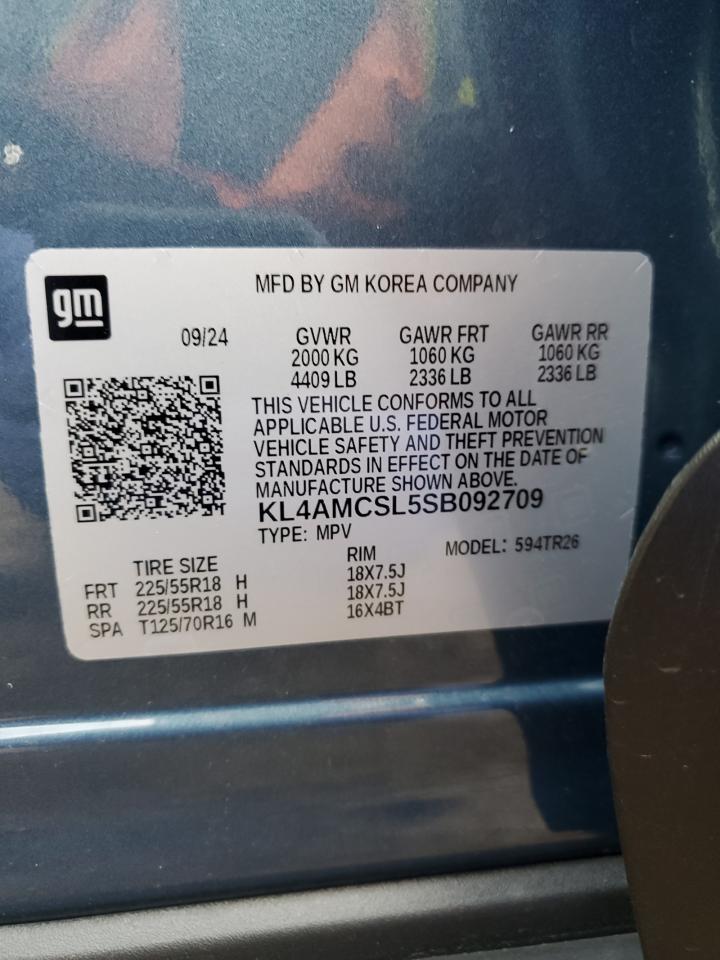 gm
MFD BY GM KOREA COMPANY
09/24 GVWR GAWR FRT GAWR RR
2000 KG 1060 KG 1060 KG
4409 LB 2336 LB 2336 LB
THIS VEHICLE CONFORMS TO ALL
APPLICABLE U.S. FEDERAL MOTOR
VEHICLE SAFETY AND THEFT PREVENTION
STANDARDS IN EFFECT ON THE DATE OF
MANUFACTURE SHOWN ABOVE.
KL4AMCSL5SB092709
TYPE: MPV
MODEL: 594TR26
TIRE SIZE RIM
FRT 225/55R18 H 18X7.5J
RR 225/55R18 H 18X7.5J
SPA T125/70R16 M 16X4BT